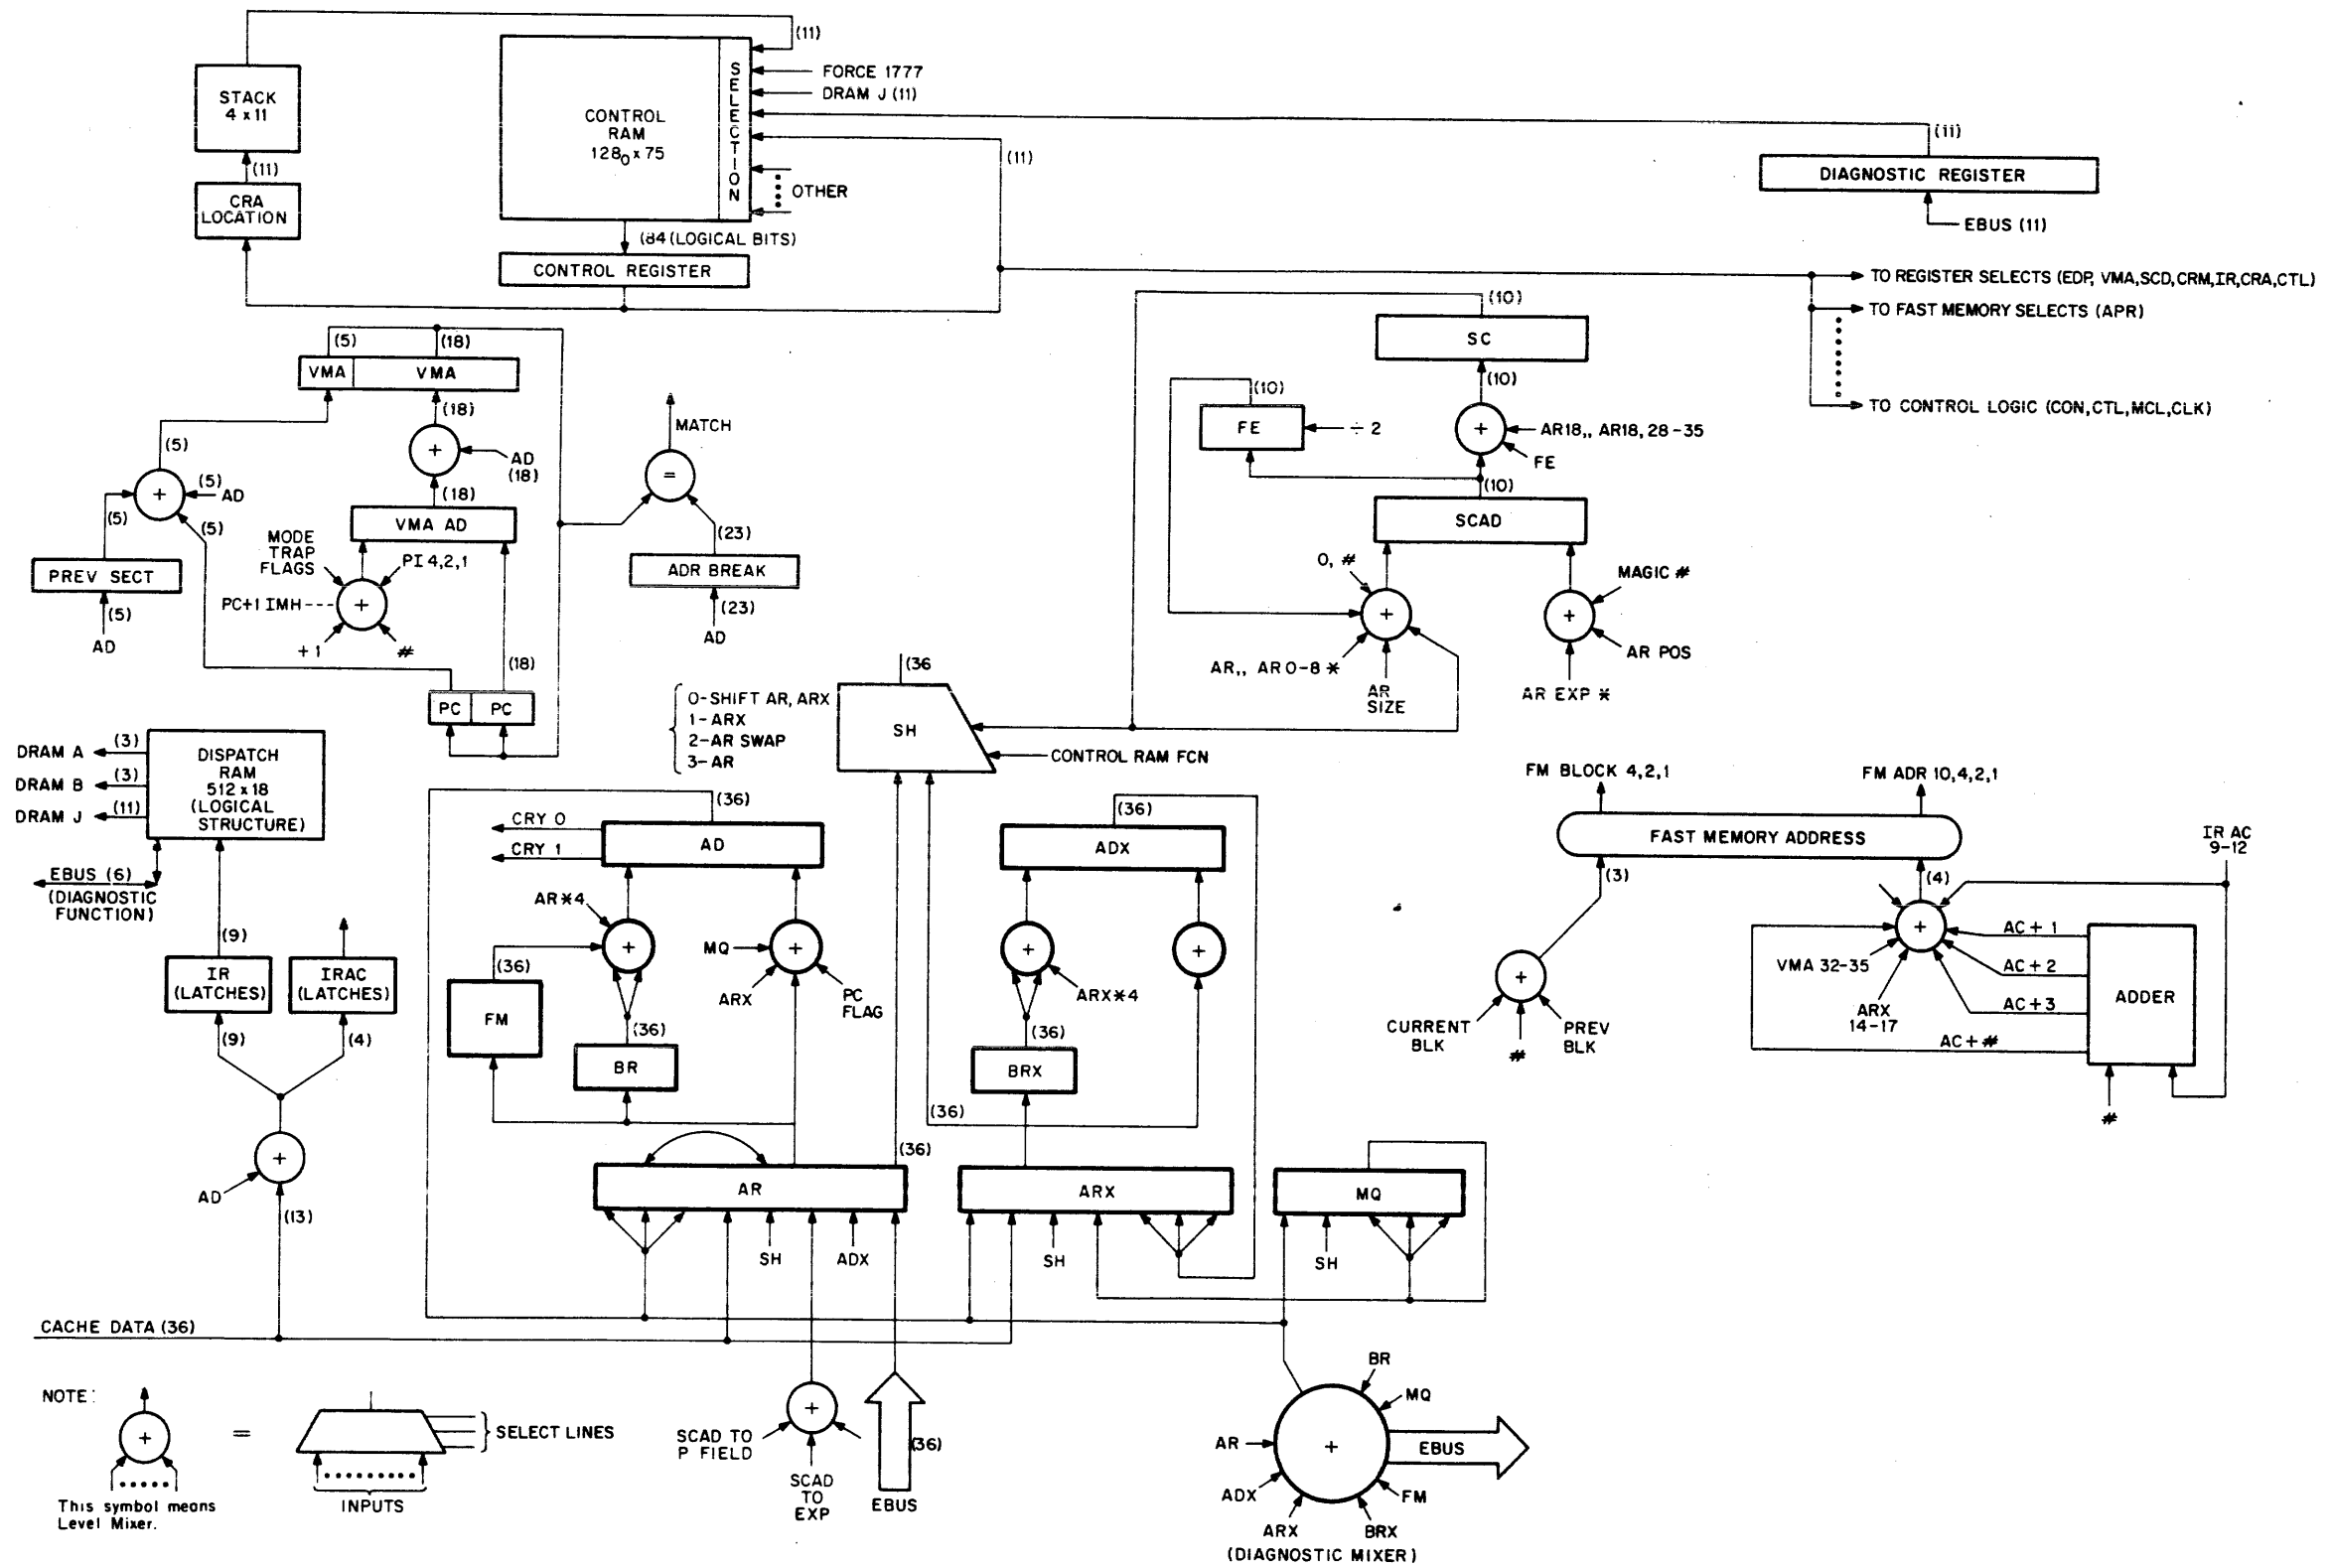 (11)
STACK
4 x 11
(11)
CRA
LOCATION
CONTROL
RAM
128₀ x 75
SELECTION
FORCE 1777
DRAM J (11)
OTHER
(11)
(84 (LOGICAL BITS)
CONTROL REGISTER
(11)
DIAGNOSTIC REGISTER
EBUS (11)
TO REGISTER SELECTS (EDP, VMA,SCD,CRM,IR,CRA,CTL)
TO FAST MEMORY SELECTS (APR)
TO CONTROL LOGIC (CON,CTL,MCL,CLK)
(5)
(18)
VMA
VMA
(18)
+
AD
(18)
(18)
VMA AD
(5)
+
(5)
AD
(5)
(5)
PREV SECT
(5)
AD
MODE
TRAP
FLAGS
PI 4,2,1
PC+1 IMH
+
+1
#
(18)
PC
PC
MATCH
=
(23)
ADR BREAK
(23)
AD
(10)
SC
(10)
(10)
FE
÷ 2
+
AR18,, AR18, 28-35
FE
(10)
SCAD
O, #
+
AR,, AR 0-8 *
AR
SIZE
MAGIC #
+
AR POS
AR EXP *
(36
SH
0-SHIFT AR, ARX
1-ARX
2-AR SWAP
3-AR
CONTROL RAM FCN
DRAM A
(3)
DRAM B
(3)
DRAM J
(11)
DISPATCH
RAM
512 x 18
(LOGICAL
STRUCTURE)
EBUS (6)
(DIAGNOSTIC
FUNCTION)
(9)
IR
(LATCHES)
IRAC
(LATCHES)
(9)
(4)
+
AD
(13)
(36)
CRY 0
CRY 1
AD
AR*4
+
MQ
+
ARX
PC
FLAG
(36)
FM
(36)
BR
(36)
ADX
+
+
ARX*4
(36)
BRX
(36)
(36)
AR
SH
ADX
ARX
SH
MQ
SH
FM BLOCK 4,2,1
FM ADR 10,4,2,1
FAST MEMORY ADDRESS
IR AC
9-12
(3)
(4)
+
AC + 1
VMA 32-35
AC + 2
ARX
14-17
AC + 3
AC + #
ADDER
#
+
CURRENT
BLK
#
PREV
BLK
CACHE DATA (36)
NOTE:
+
=
SELECT LINES
INPUTS
This symbol means
Level Mixer.
+
SCAD TO
P FIELD
SCAD
TO
EXP
(36)
EBUS
BR
MQ
AR
+
EBUS
ADX
FM
ARX
BRX
(DIAGNOSTIC MIXER)